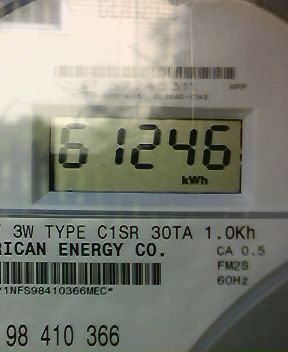 61246
kWh
3W TYPE C1SR 30TA 1.0Kh
RICAN ENERGY CO.
CA 0.5
FM2S
60Hz
*1NFS98410366MEC*
98 410 366